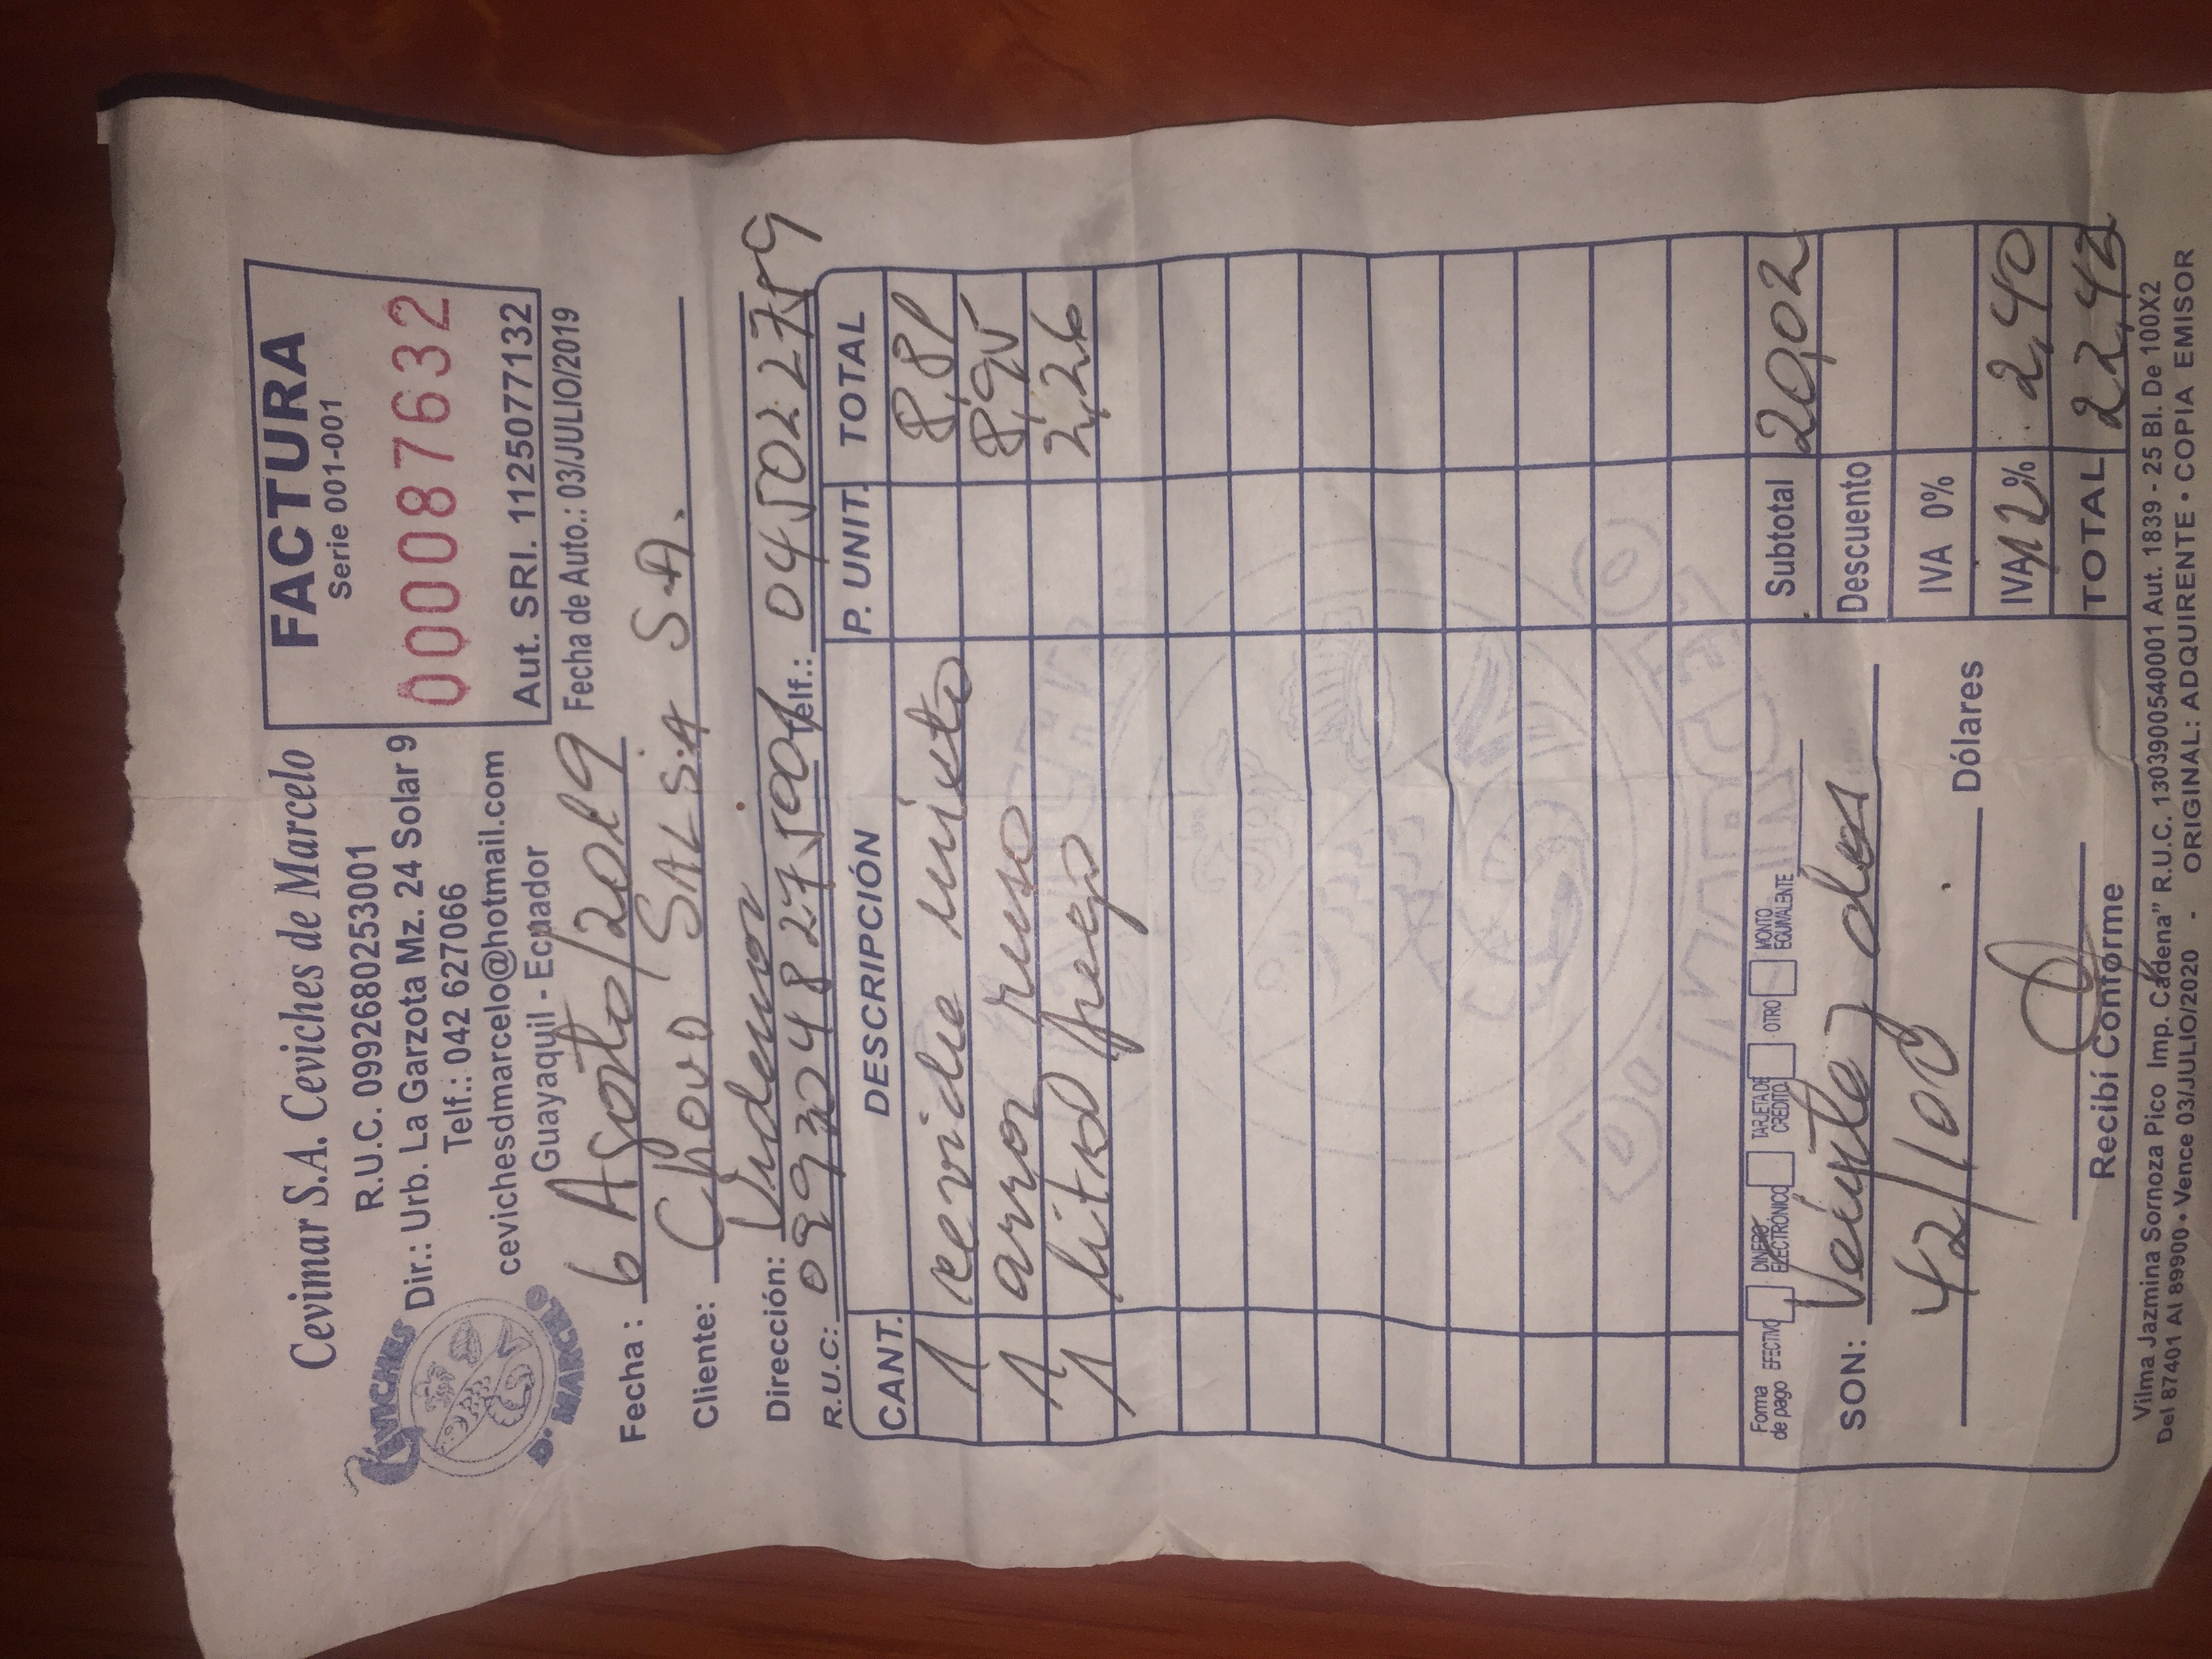 Cevimar S.A. Ceviches de Marcelo
R.U.C. 0992680253001
Dir.: Urb. La Garzota Mz. 24 Solar 9
Telf.: 042 627066
cevichesdmarcelo@hotmail.com
Guayaquil - Ecuador
CEVICHES
D' MARCELO
FACTURA
Serie 001-001
000087632
Aut. SRI. 1125077132
Fecha de Auto.: 03/JULIO/2019
Fecha : 6 Agosto/2019
Cliente: Chovo SALSA S.A.
Dirección:
R.U.C: 0993048275001 Telf.: 045022759
CANT. DESCRIPCIÓN P. UNIT. TOTAL
1 ceviche mixto 8,81
1 arroz ruso 8,95
1 jugo 2,26
Forma de pago EFECTIVO DINERO ELECTRÓNICO TARJETA DE CRÉDITO OTRO MONTO EQUIVALENTE
Subtotal 20,02
SON: Veinte y dos
Descuento
42/100 Dólares
IVA 0%
IVA 12% 2,40
Recibí Conforme
TOTAL 22,42
Vilma Jazmina Sornoza Pico Imp. Cadena" R.U.C. 1303900540001 Aut. 1839 - 25 Bl. De 100X2
Del 87401 Al 89900 • Vence 03/JULIO/2020 - ORIGINAL: ADQUIRENTE • COPIA EMISOR